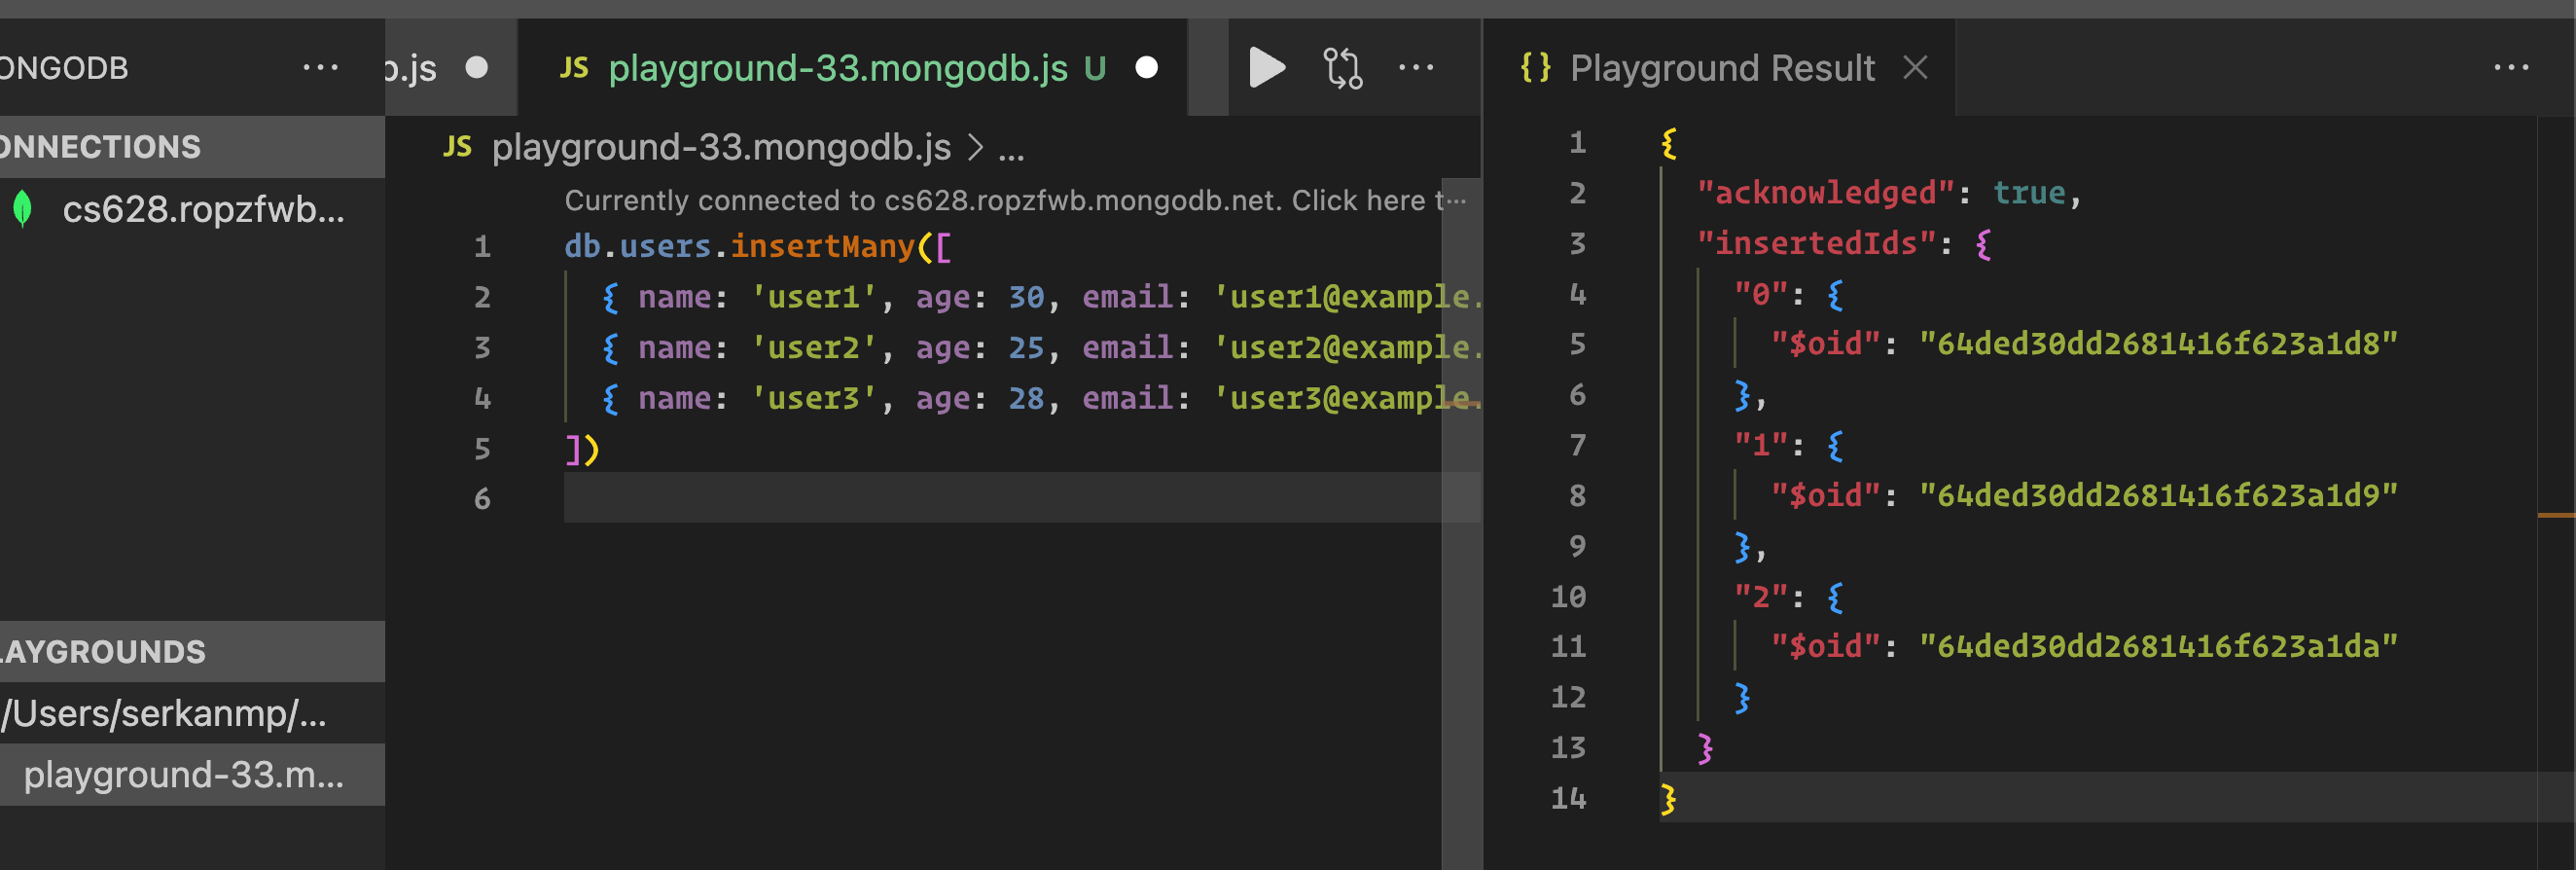 ONGODB
ONNECTIONS
cs628.ropzfwb...
AYGROUNDS
/Users/serkanmp/...
playground-33.m...
.js
JS playground-33.mongodb.js U
JS playground-33.mongodb.js > ...
Currently connected to cs628.ropzfwb.mongodb.net. Click here t...
1 db.users.insertMany([
2 { name: 'user1', age: 30, email: 'user1@example.
3 { name: 'user2', age: 25, email: 'user2@example.
4 { name: 'user3', age: 28, email: 'user3@example.
5 ])
6
{} Playground Result
1 {
2 "acknowledged": true,
3 "insertedIds": {
4 "0": {
5 "$oid": "64ded30dd2681416f623a1d8"
6 },
7 "1": {
8 "$oid": "64ded30dd2681416f623a1d9"
9 },
10 "2": {
11 "$oid": "64ded30dd2681416f623a1da"
12 }
13 }
14 }